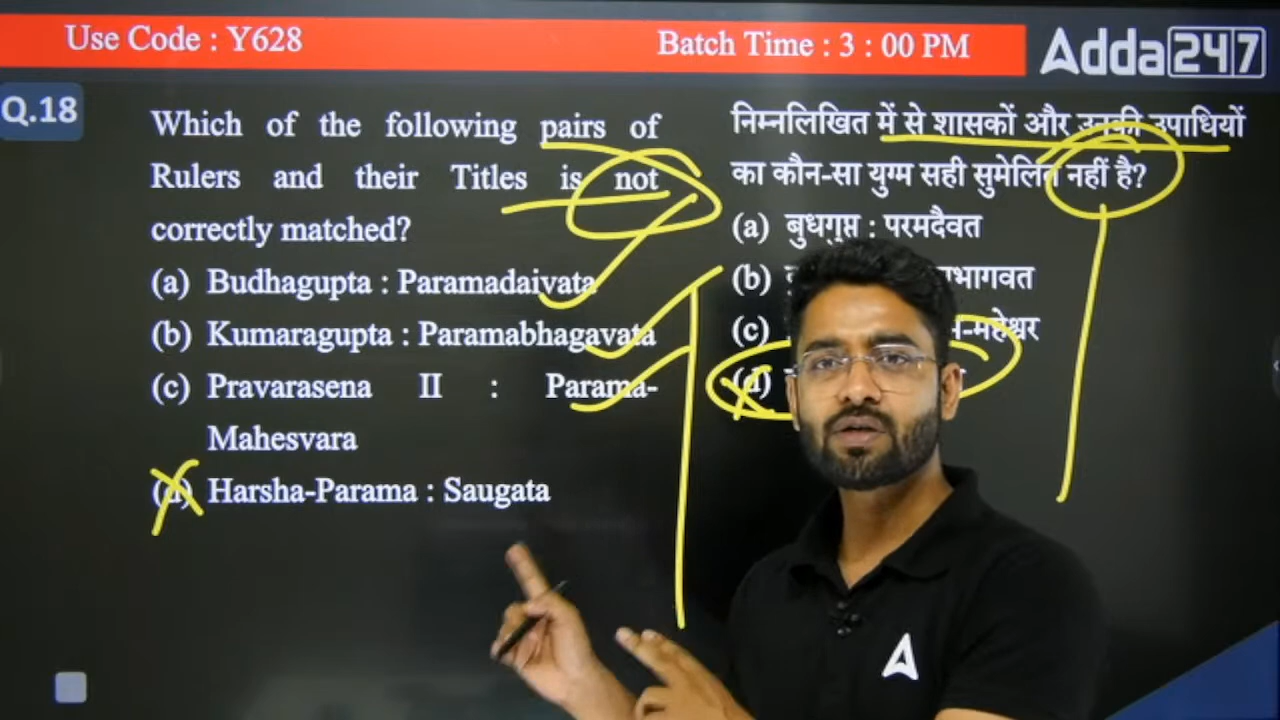 Use Code : Y628
Batch Time : 3 : 00 PM
Adda247
Q.18
Which of the following pairs of
Rulers and their Titles is not
correctly matched?
(a) Budhagupta : Paramadaivata
(b) Kumaragupta : Paramabhagavata
(c) Pravarasena II : Parama-
Mahesvara
(d) Harsha-Parama : Saugata
निम्नलिखित में से शासकों और उनकी उपाधियों
का कौन-सा युग्म सही सुमेलित नहीं है?
(a) बुधगुप्त : परमदैवत
(b)
(c)
(d)